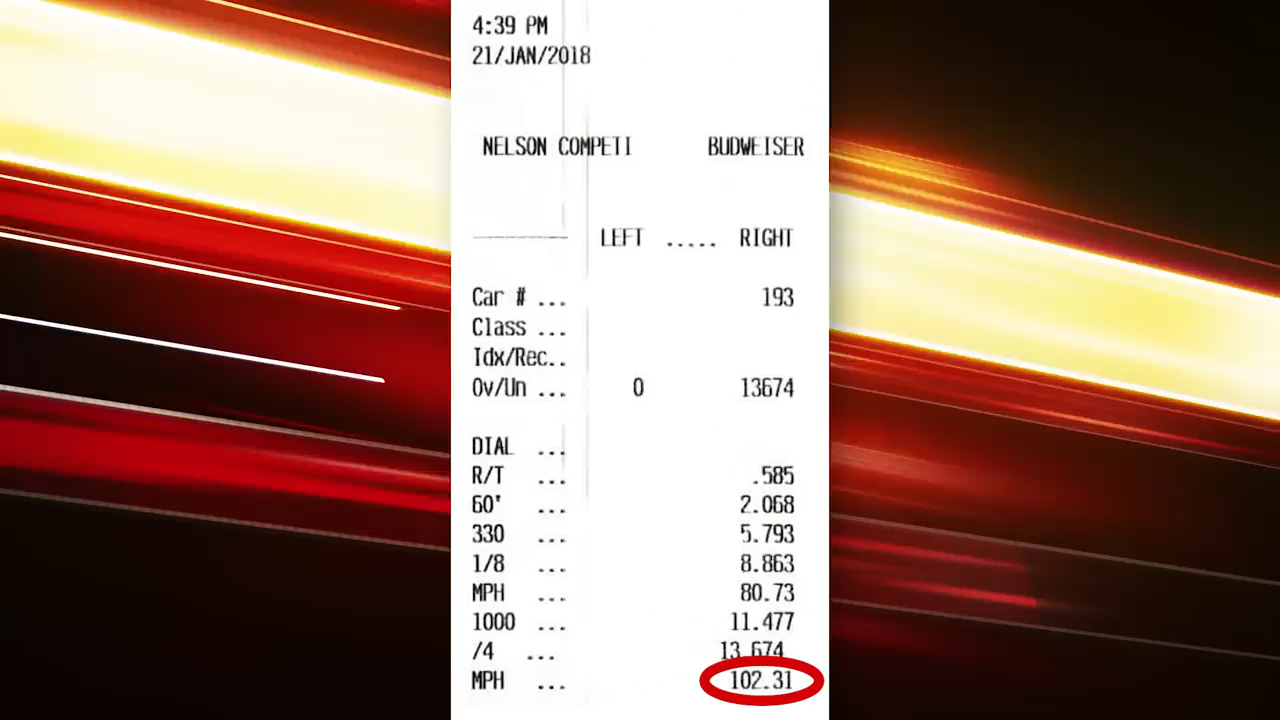 4:39 PM
21/JAN/2018
NELSON COMPETI BUDWEISER
LEFT ..... RIGHT
Car # ... 193
Class ...
Idx/Rec..
Ov/Un ... 0 13674
DIAL ...
R/T ... .585
60' ... 2.068
330 ... 5.793
1/8 ... 8.863
MPH ... 80.73
1000 ... 11.477
/4 ... 13.674
MPH ... 102.31